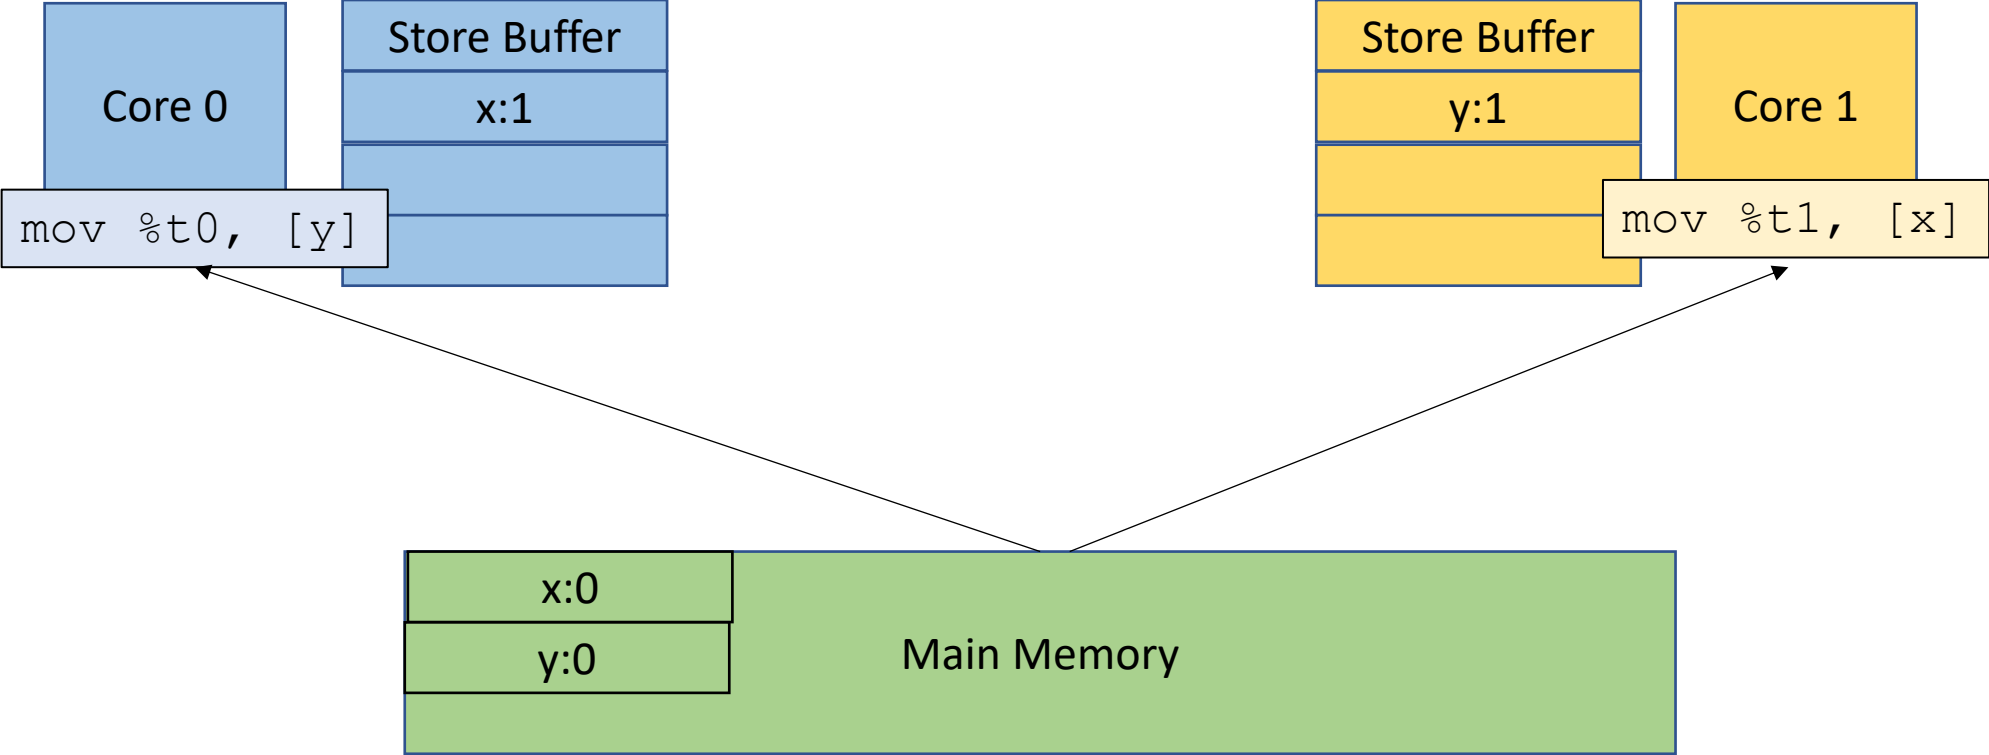 Core 0
Store Buffer
x:1
mov %t0, [y]
Store Buffer
y:1
Core 1
mov %t1, [x]
x:0
y:0
Main Memory